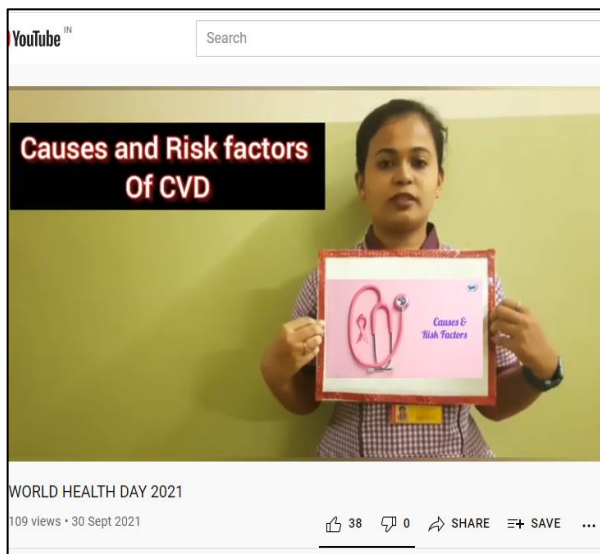 YouTube IN
Search
Causes and Risk factors
Of CVD
Causes &
Risk Factors
WORLD HEALTH DAY 2021
109 views • 30 Sept 2021
38
0
SHARE
SAVE